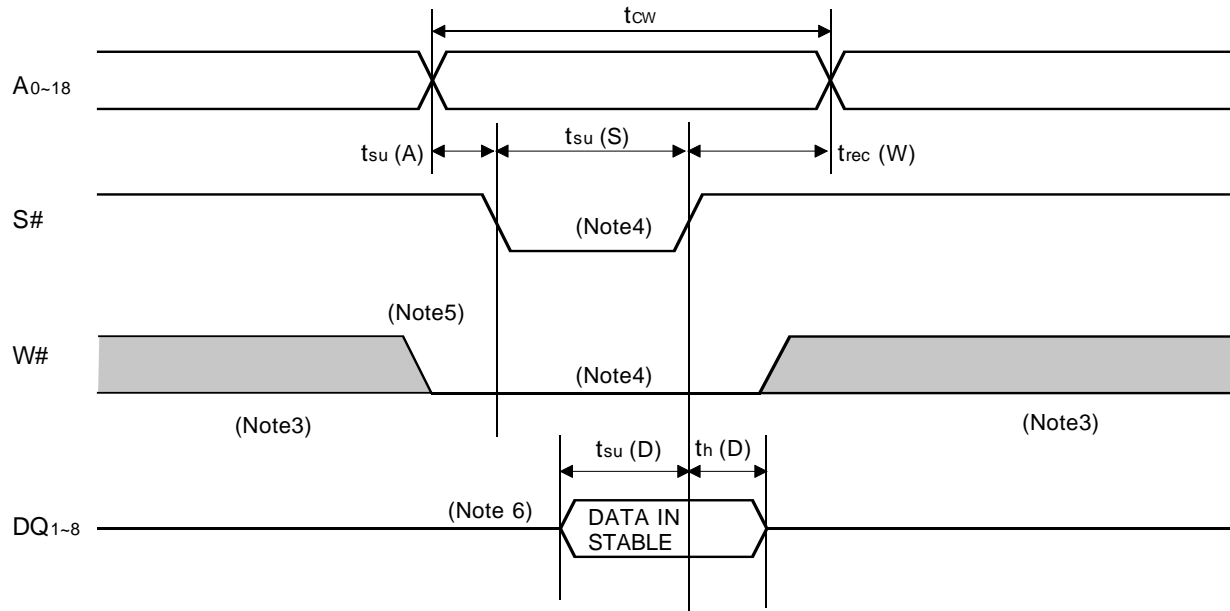 tCW
A0~18
tsu (A)
tsu (S)
trec (W)
S#
(Note4)
(Note5)
W#
(Note4)
(Note3)
(Note3)
tsu (D)
th (D)
(Note 6)
DQ1~8
DATA IN
STABLE